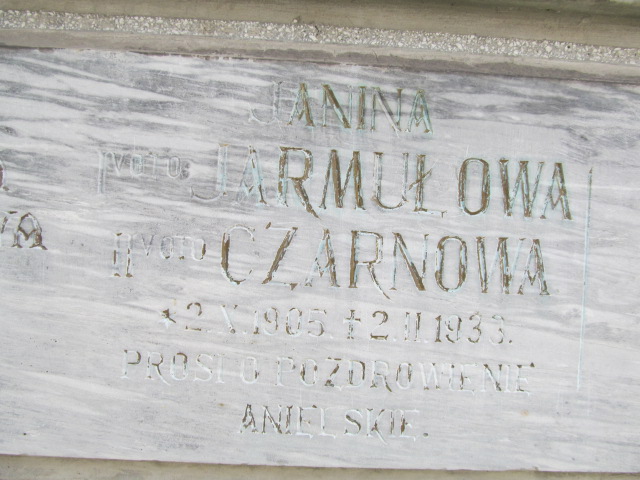 JANINA
I VOTO JARMUŁOWA
II VOTO CZARNOWA
* 2.X.1905. † 2.II.1933.
PROSI O POZDROWIENIE
ANIELSKIE.